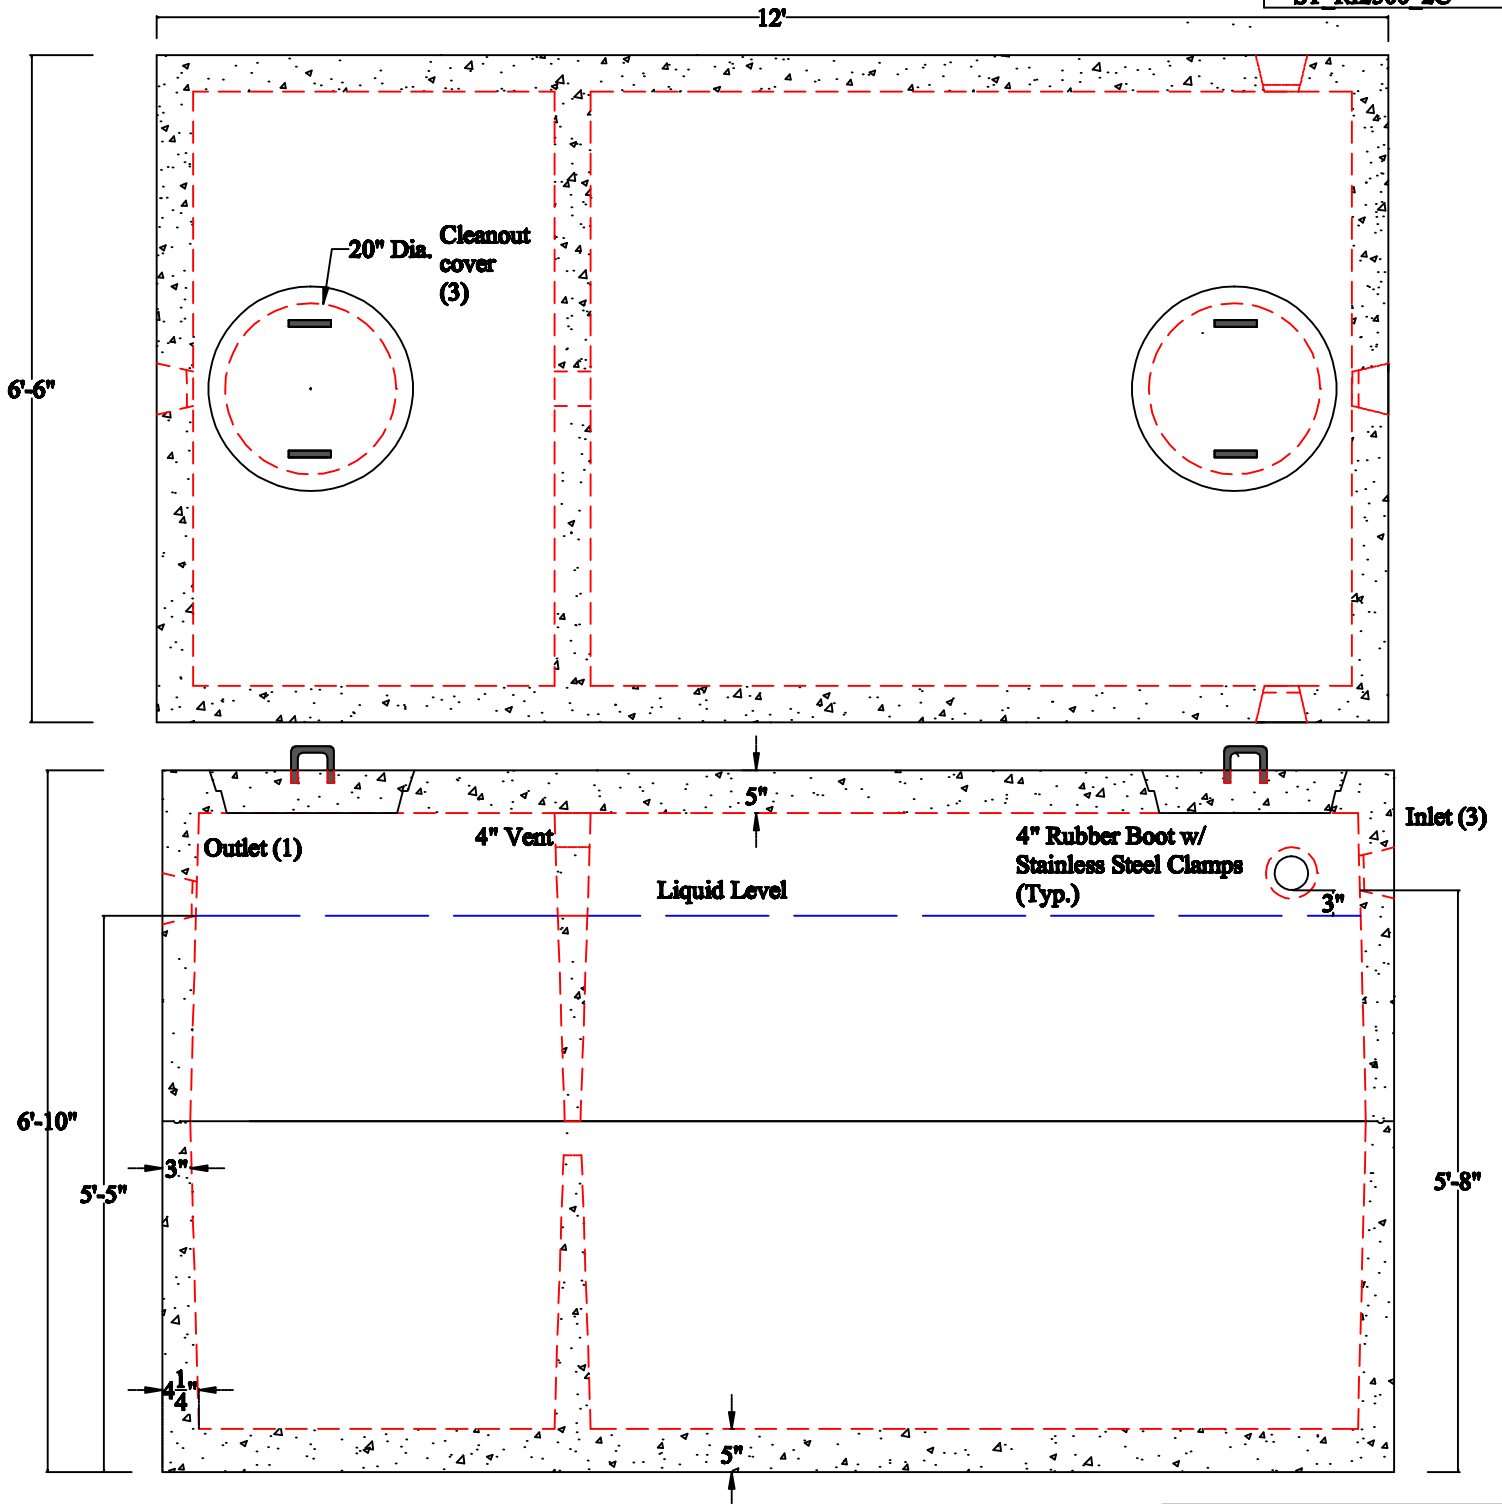 12'
20" Dia.
Cleanout
cover
(3)
6'-6"
5"
Inlet (3)
Outlet (1)
4" Vent
4" Rubber Boot w/
Stainless Steel Clamps
(Typ.)
Liquid Level
3"
6'-10"
3"
5'-5"
5'-8"
4 1/4"
5"